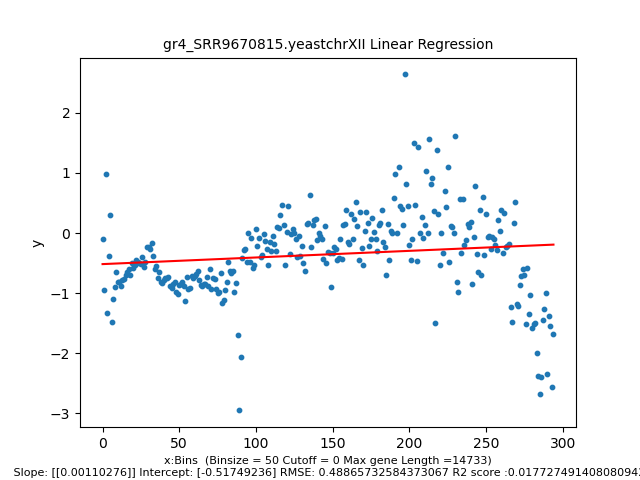 gr4_SRR9670815.yeastchrXII Linear Regression
y
2
1
0
−1
−2
−3
0 50 100 150 200 250 300
x:Bins (Binsize = 50 Cutoff = 0 Max gene Length =14733)
Slope: [[0.00110276]] Intercept: [-0.51749236] RMSE: 0.48865732584373067 R2 score :0.01772749140808094